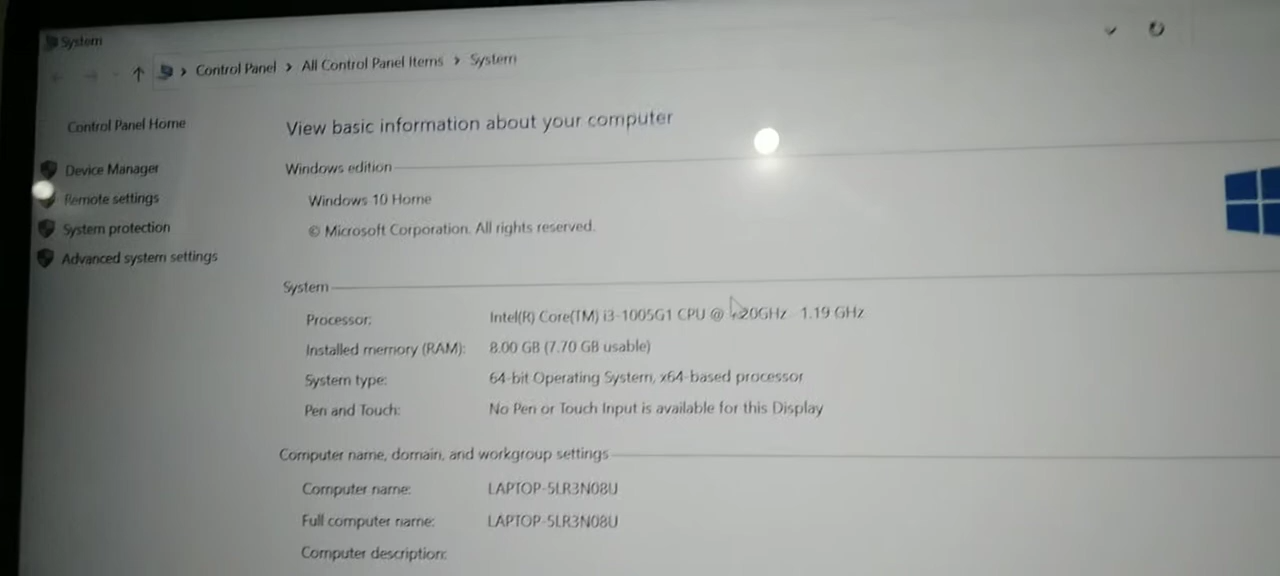 System
Control Panel > All Control Panel Items > System
Control Panel Home
Device Manager
Remote settings
System protection
Advanced system settings
View basic information about your computer
Windows edition
Windows 10 Home
© Microsoft Corporation. All rights reserved.
System
Processor: Intel(R) Core(TM) i3-1005G1 CPU @ 20GHz 1.19 GHz
Installed memory (RAM): 8.00 GB (7.70 GB usable)
System type: 64-bit Operating System, x64-based processor
Pen and Touch: No Pen or Touch Input is available for this Display
Computer name, domain, and workgroup settings
Computer name: LAPTOP-5LR3N08U
Full computer name: LAPTOP-5LR3N08U
Computer description: